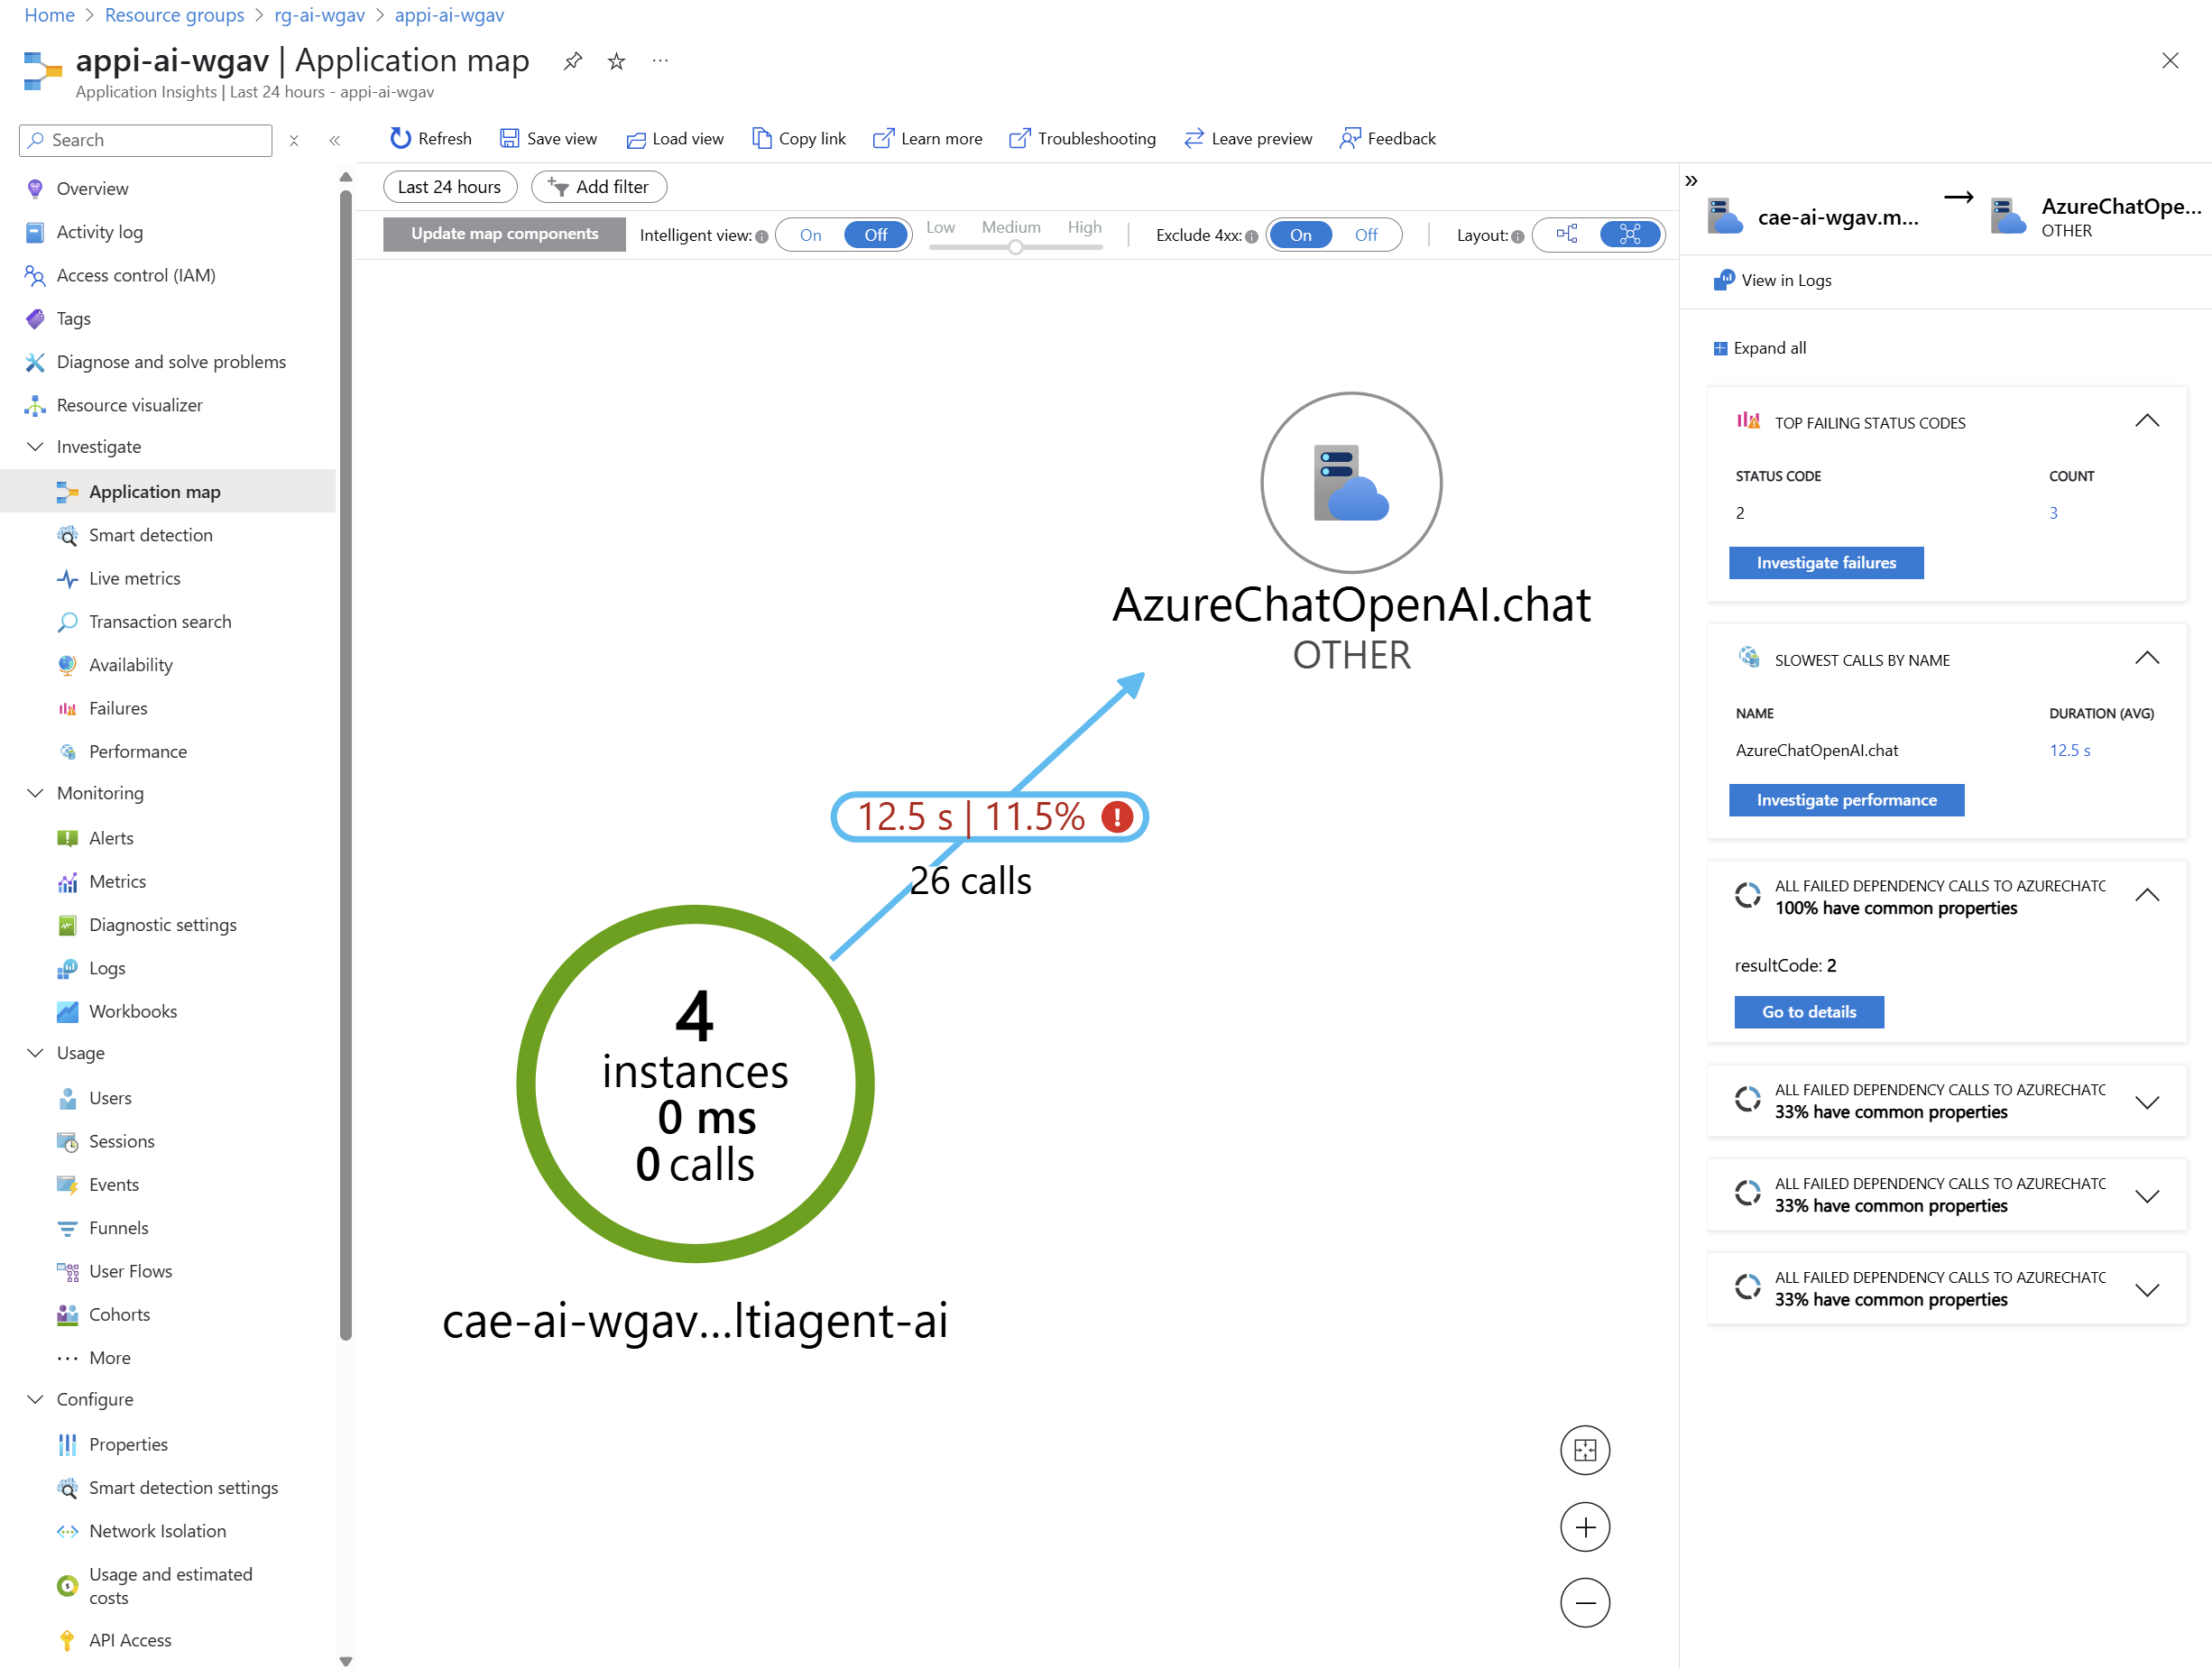 Home > Resource groups > rg-ai-wgav > appi-ai-wgav
appi-ai-wgav | Application map
Application Insights | Last 24 hours - appi-ai-wgav
Search
Overview
Activity log
Access control (IAM)
Tags
Diagnose and solve problems
Resource visualizer
Investigate
Application map
Smart detection
Live metrics
Transaction search
Availability
Failures
Performance
Monitoring
Alerts
Metrics
Diagnostic settings
Logs
Workbooks
Usage
Users
Sessions
Events
Funnels
User Flows
Cohorts
More
Configure
Properties
Smart detection settings
Network Isolation
Usage and estimated
costs
API Access
Refresh Save view Load view Copy link Learn more Troubleshooting Leave preview Feedback
Last 24 hours Add filter
Update map components Intelligent view: On Off Low Medium High Exclude 4xx: On Off Layout:
AzureChatOpenAI.chat
OTHER
12.5 s | 11.5%
26 calls
4
instances
0 ms
0 calls
cae-ai-wgav...ltiagent-ai
cae-ai-wgav.m... → AzureChatOpe...
OTHER
View in Logs
Expand all
TOP FAILING STATUS CODES
STATUS CODE COUNT
2 3
Investigate failures
SLOWEST CALLS BY NAME
NAME DURATION (AVG)
AzureChatOpenAI.chat 12.5 s
Investigate performance
ALL FAILED DEPENDENCY CALLS TO AZURECHATC
100% have common properties
resultCode: 2
Go to details
ALL FAILED DEPENDENCY CALLS TO AZURECHATC
33% have common properties
ALL FAILED DEPENDENCY CALLS TO AZURECHATC
33% have common properties
ALL FAILED DEPENDENCY CALLS TO AZURECHATC
33% have common properties